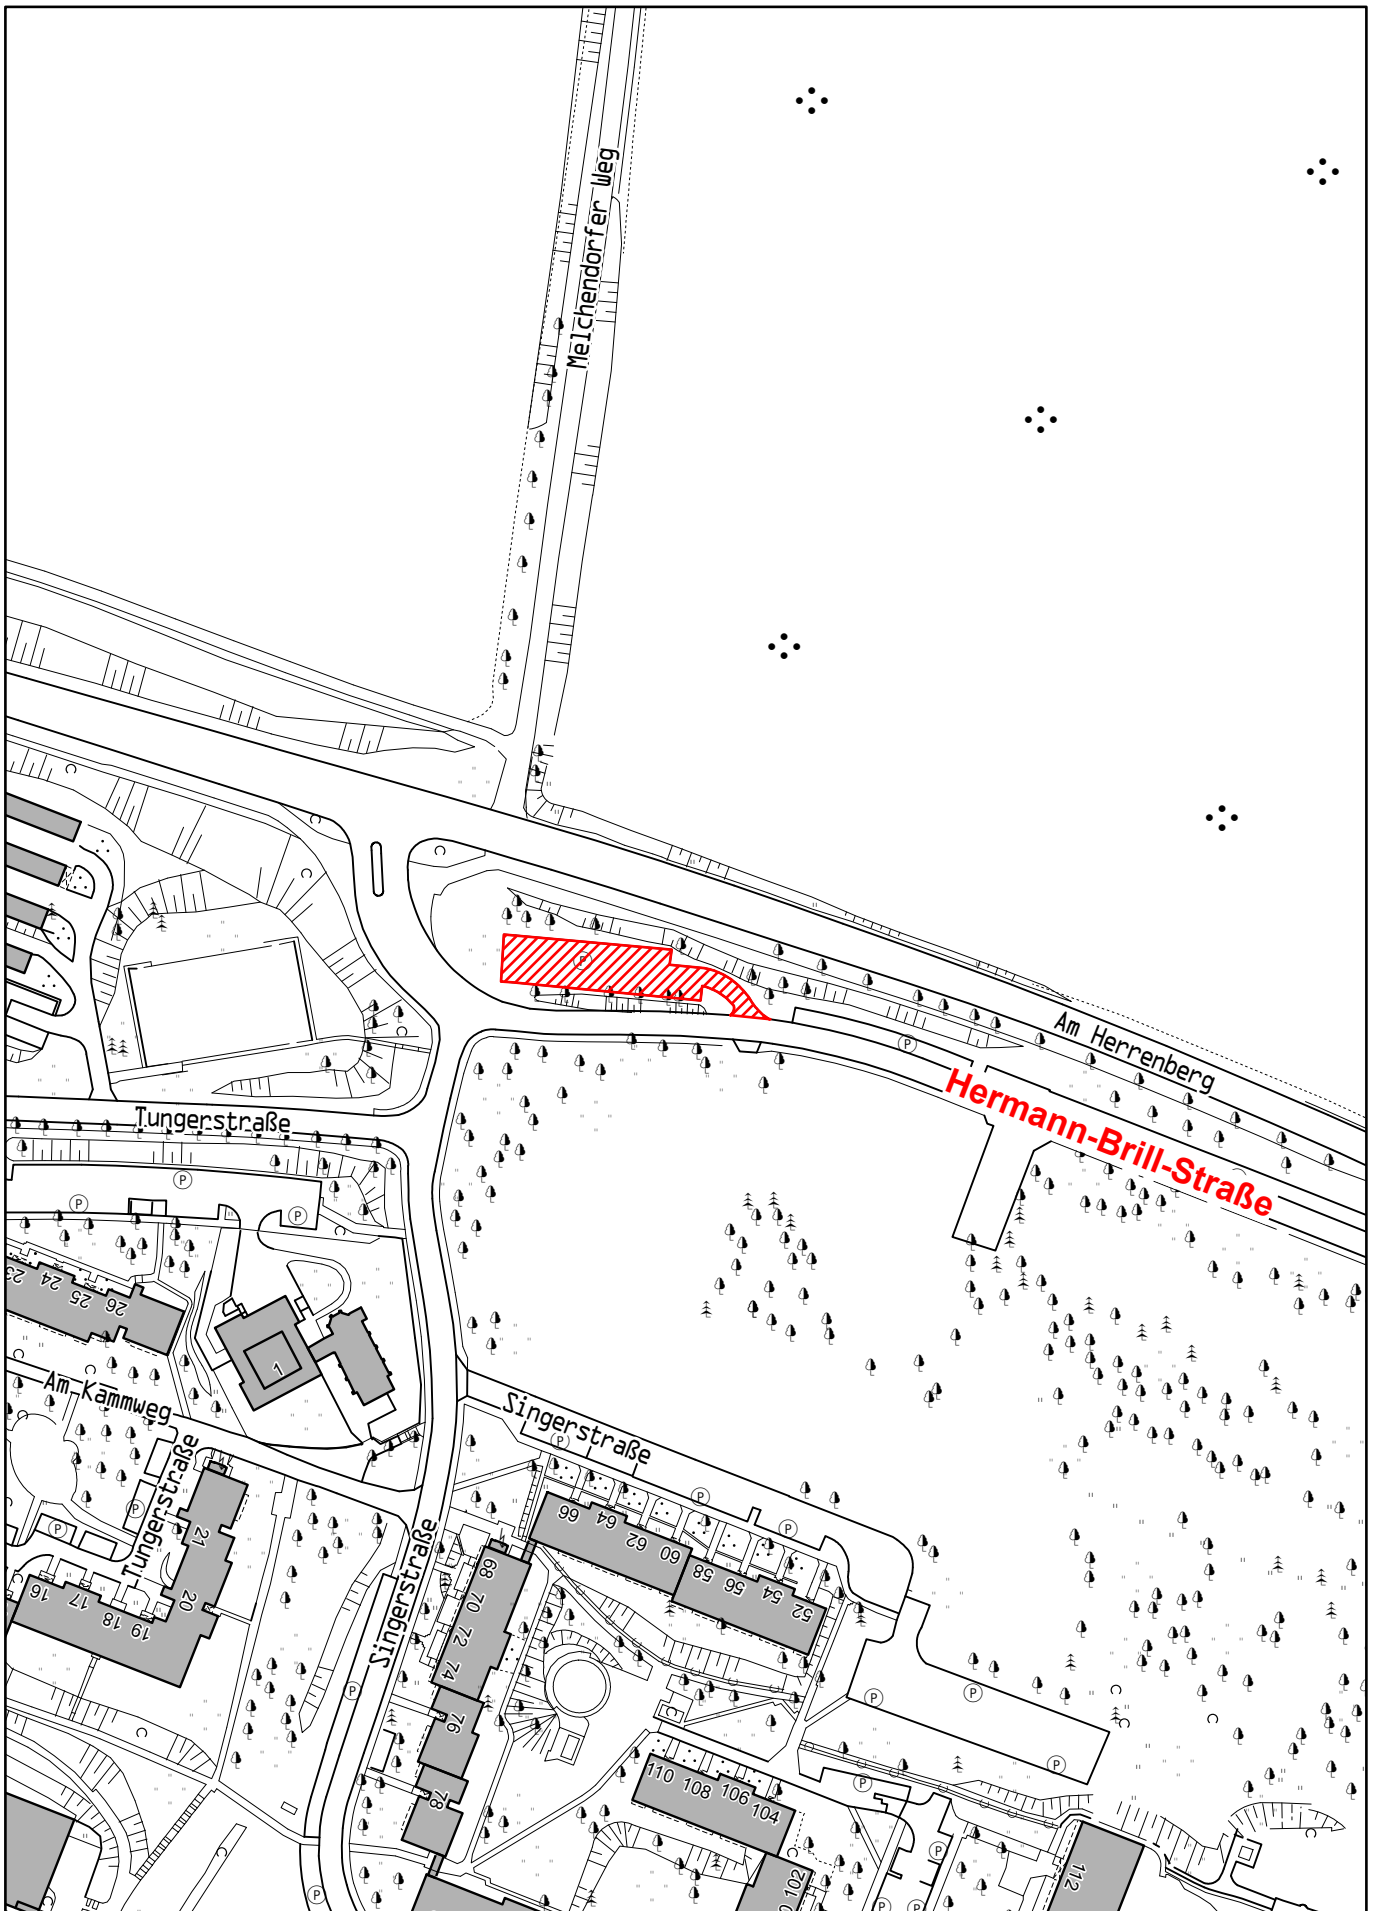 Melchendorfer Weg
P
Am Herrenberg
P
Hermann-Brill-Straße
Tungerstraße
P
P
P
23
24
25
26
1
Am Kammweg
Singerstraße
P
Tungerstraße
P
P
P
P
21
20
16
17
18
19
Singerstraße
66
64
62
60
58
56
54
52
68
70
72
74
76
78
P
P
P
P
P
110
108
106
104
102
112
P
P
P
P